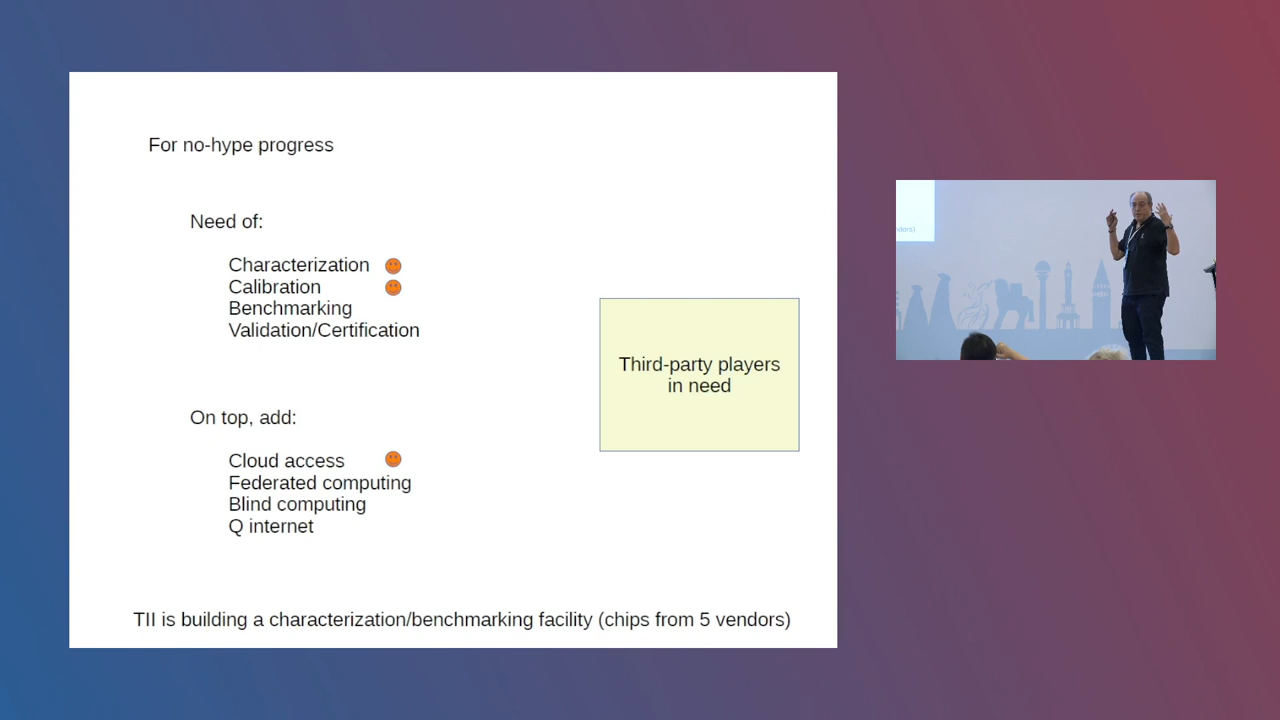 For no-hype progress
Need of:
Characterization
Calibration
Benchmarking
Validation/Certification
Third-party players
in need
On top, add:
Cloud access
Federated computing
Blind computing
Q internet
TII is building a characterization/benchmarking facility (chips from 5 vendors)
ndors)